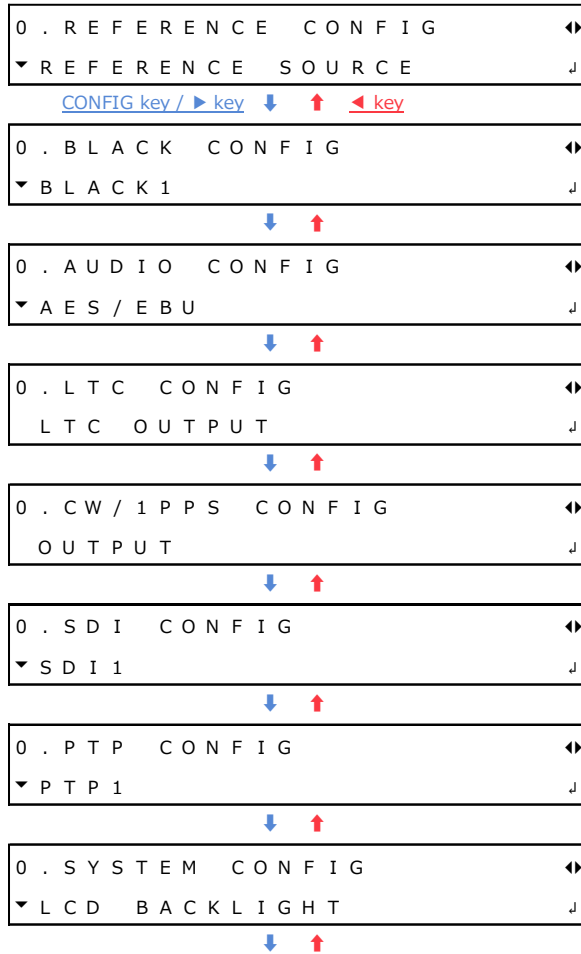 0.REFERENCE CONFIG ◀▶
▼REFERENCE SOURCE ↲
CONFIG key / ▶ key ⬇ ⬆ ◀ key
0.BLACK CONFIG ◀▶
▼BLACK1 ↲
⬇ ⬆
0.AUDIO CONFIG ◀▶
▼AES/EBU ↲
⬇ ⬆
0.LTC CONFIG ◀▶
LTC OUTPUT ↲
⬇ ⬆
0.CW/1PPS CONFIG ◀▶
OUTPUT ↲
⬇ ⬆
0.SDI CONFIG ◀▶
▼SDI1 ↲
⬇ ⬆
0.PTP CONFIG ◀▶
▼PTP1 ↲
⬇ ⬆
0.SYSTEM CONFIG ◀▶
▼LCD BACKLIGHT ↲
⬇ ⬆